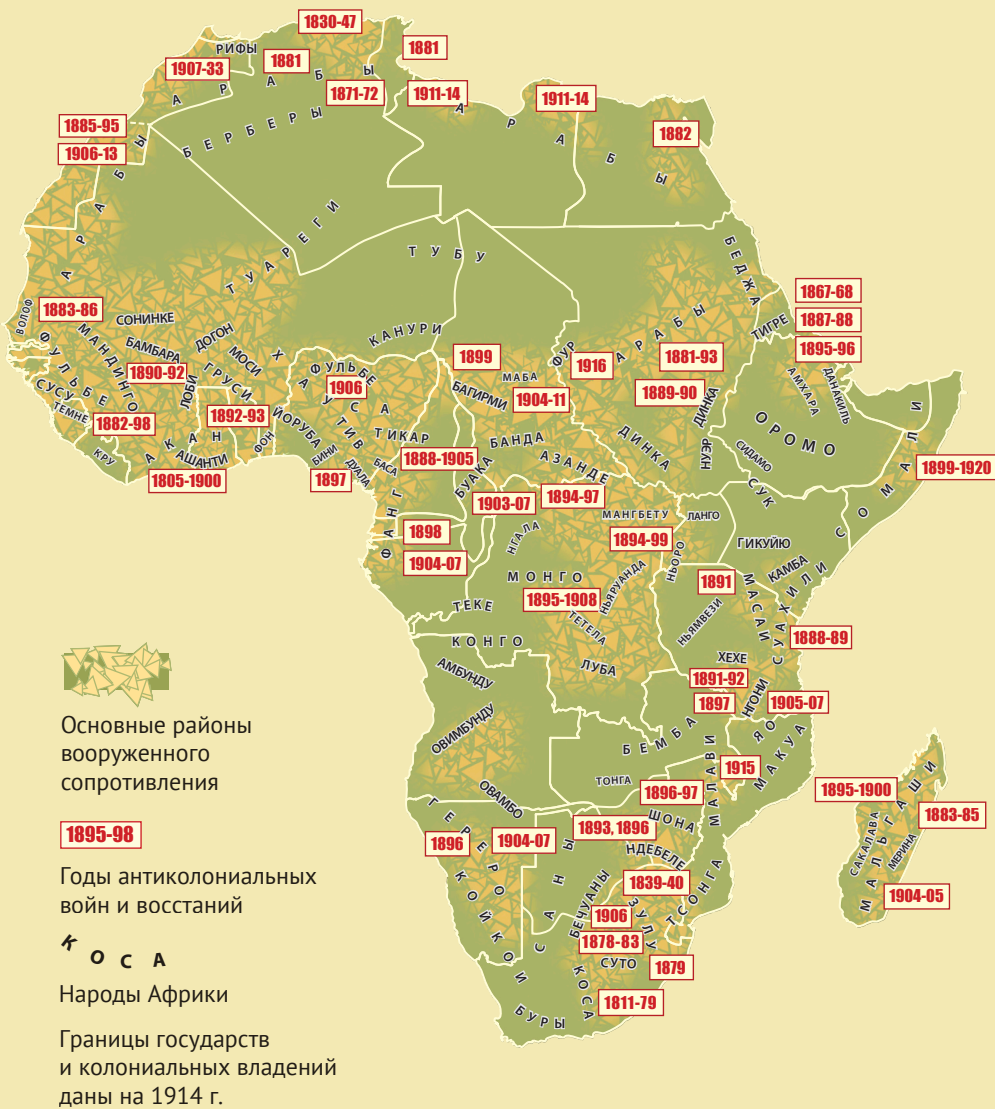 1830-47
РИФЫ
1881
1881
1907-33
АРАБЫ
1871-72
1911-14
1911-14
АРАБЫ
1882
1885-95
1906-13
БЕРБЕРЫ
АРАБЫ
ТУАРЕГИ
ТУБУ
БЕДЖА
1867-68
1887-88
1895-96
ТИГРЕ
ВОЛОФ
1883-86
СОНИНКЕ
КАНУРИ
АРАБЫ
ФУЛЬБЕ
МАНДИНГО
БАМБАРА
ДОГОН
МОСИ
1890-92
ГРУСИ
ЛОБИ
ХАУСА
ФУЛЬБЕ
1906
1899
МАБА
БАГИРМИ
1904-11
ФУР
1916
1881-93
1889-90
ДИНКА
АМХАРА
ДАНАКИЛЬ
СУСУ
ТЕМНЕ
1882-98
1892-93
ЙОРУБА
ФОН
КРУ
АКАН
АШАНТИ
1805-1900
БИНИ
1897
ТИВ
ДУАЛА
ТИКАР
БАСА
1888-1905
БАНДА
БУАКА
АЗАНДЕ
ДИНКА
НУЭР
ОРОМО
СИДАМО
СУК
СОМАЛИ
1899-1920
ФАНГ
1903-07
1894-97
МАНГБЕТУ
ЛАНГО
1898
1904-07
НГАЛА
1894-99
НЬОРО
ГИКУЙЮ
КАМБА
МОНГО
НЬЯРУАНДА
1895-1908
ТЕТЕЛА
1891
МАСАИ
СУАХИЛИ
НЬЯМВЕЗИ
1888-89
ТЕКЕ
КОНГО
ЛУБА
ХЕХЕ
1891-92
1897
НГОНИ
1905-07
АМБУНДУ
ОВИМБУНДУ
БЕМБА
МАЛАВИ
ЯО
МАКУА
1915
ТОНГА
1896-97
ОВАМБО
ГЕРЕРО
1896
1904-07
1893, 1896
ШОНА
НДЕБЕЛЕ
1895-1900
1883-85
САКАЛАВА
МАЛЬГАШИ
МЕРИНА
1904-05
КОЙКОЙ
САНЫ
БЕЧУАНЫ
1839-40
ЗУЛУ
ТСОНГА
1906
1878-83
СУТО
1879
КОСА
1811-79
БУРЫ
Основные районы
вооруженного
сопротивления
1895-98
Годы антиколониальных
войн и восстаний
КОСА
Народы Африки
Границы государств
и колониальных владений
даны на 1914 г.